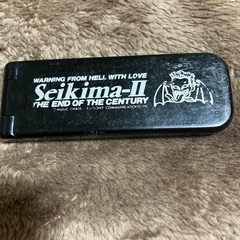 WARNING FROM HELL WITH LOVE
Seikima-II
THE END OF THE CENTURY